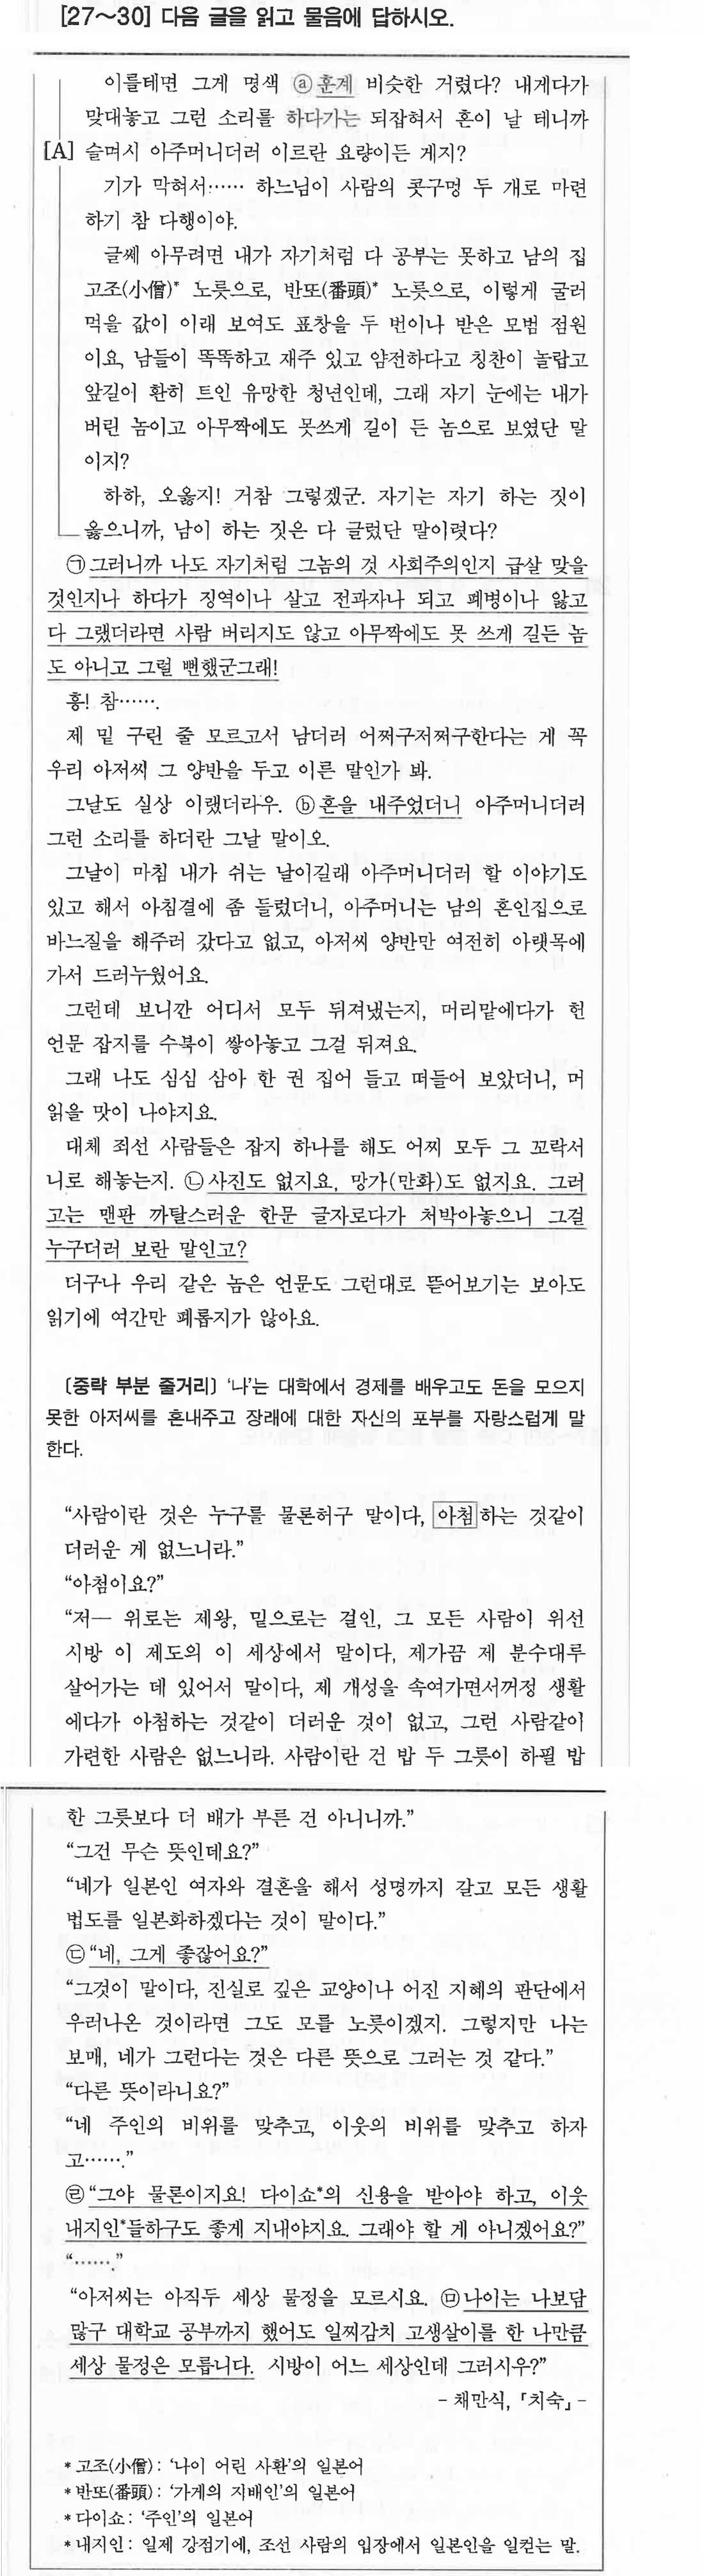 [27～30] 다음 글을 읽고 물음에 답하시오.
이를테면 그게 명색 ⓐ훈계 비슷한 거렸다? 내게다가
맞대놓고 그런 소리를 하다가는 되잡혀서 혼이 날 테니까
[A] 슬며시 아주머니더러 이르란 요량이든 게지?
기가 막혀서…… 하느님이 사람의 콧구멍 두 개로 마련
하기 참 다행이야.
글쎄 아무려면 내가 자기처럼 다 공부는 못하고 남의 집
고조(小僧)* 노릇으로, 반또(番頭)* 노릇으로, 이렇게 굴러
먹을 값이 이래 보여도 표창을 두 번이나 받은 모범 점원
이요, 남들이 똑똑하고 재주 있고 얌전하다고 칭찬이 놀랍고
앞길이 환히 트인 유망한 청년인데, 그래 자기 눈에는 내가
버린 놈이고 아무짝에도 못쓰게 길이 든 놈으로 보였단 말
이지?
하하, 오옳지! 거참 그렇겠군. 자기는 자기 하는 짓이
옳으니까, 남이 하는 짓은 다 글렀단 말이렷다?
㉠그러니까 나도 자기처럼 그놈의 것 사회주의인지 급살 맞을
것인지나 하다가 징역이나 살고 전과자나 되고 폐병이나 앓고
다 그랬더라면 사람 버리지도 않고 아무짝에도 못 쓰게 길든 놈
도 아니고 그럴 뻔했군그래!
흥! 참…….
제 밑 구린 줄 모르고서 남더러 어쩌구저쩌구한다는 게 꼭
우리 아저씨 그 양반을 두고 이른 말인가 봐.
그날도 실상 이랬더라우. ⓑ혼을 내주었더니 아주머니더러
그런 소리를 하더란 그날 말이오.
그날이 마침 내가 쉬는 날이길래 아주머니더러 할 이야기도
있고 해서 아침결에 좀 들렀더니, 아주머니는 남의 혼인집으로
바느질을 해주러 갔다고 없고, 아저씨 양반만 여전히 아랫목에
가서 드러누웠어요.
그런데 보니깐 어디서 모두 뒤져냈는지, 머리맡에다가 헌
언문 잡지를 수북이 쌓아놓고 그걸 뒤져요.
그래 나도 심심 삼아 한 권 집어 들고 떠들어 보았더니, 머
읽을 맛이 나야지요.
대체 죄선 사람들은 잡지 하나를 해도 어찌 모두 그 꼬락서
니로 해놓는지. ㉡사진도 없지요, 망가(만화)도 없지요. 그러
고는 맨판 까탈스러운 한문 글자로다가 처박아놓으니 그걸
누구더러 보란 말인고?
더구나 우리 같은 놈은 언문도 그런대로 뜯어보기는 보아도
읽기에 여간만 폐롭지가 않아요.
[중략 부분 줄거리] ‘나’는 대학에서 경제를 배우고도 돈을 모으지
못한 아저씨를 혼내주고 장래에 대한 자신의 포부를 자랑스럽게 말
한다.
“사람이란 것은 누구를 물론허구 말이다, 아첨하는 것같이
더러운 게 없느니라.”
“아첨이요?”
“저― 위로는 제왕, 밑으로는 걸인, 그 모든 사람이 위선
시방 이 제도의 이 세상에서 말이다, 제가끔 제 분수대루
살어가는 데 있어서 말이다, 제 개성을 속여가면서꺼정 생활
에다가 아첨하는 것같이 더러운 것이 없고, 그런 사람같이
가련한 사람은 없느니라. 사람이란 건 밥 두 그릇이 하필 밥
한 그릇보다 더 배가 부른 건 아니니까.”
“그건 무슨 뜻인데요?”
“네가 일본인 여자와 결혼을 해서 성명까지 갈고 모든 생활
법도를 일본화하겠다는 것이 말이다.”
㉢“네, 그게 좋잖어요?”
“그것이 말이다, 진실로 깊은 교양이나 어진 지혜의 판단에서
우러나온 것이라면 그도 모를 노릇이겠지. 그렇지만 나는
보매, 네가 그런다는 것은 다른 뜻으로 그러는 것 같다.”
“다른 뜻이라니요?”
“네 주인의 비위를 맞추고, 이웃의 비위를 맞추고 하자
고…….”
㉣“그야 물론이지요! 다이쇼*의 신용을 받아야 하고, 이웃
내지인*들하구도 좋게 지내야지요. 그래야 할 게 아니겠어요?”
“…….”
“아저씨는 아직두 세상 물정을 모르시요. ㉤나이는 나보담
많구 대학교 공부까지 했어도 일찌감치 고생살이를 한 나만큼
세상 물정은 모릅니다. 시방이 어느 세상인데 그러시우?”
- 채만식, 「치숙」 -
* 고조(小僧) : ‘나이 어린 사환’의 일본어
* 반또(番頭) : ‘가게의 지배인’의 일본어
* 다이쇼 : ‘주인’의 일본어
* 내지인 : 일제 강점기에, 조선 사람의 입장에서 일본인을 일컫는 말.